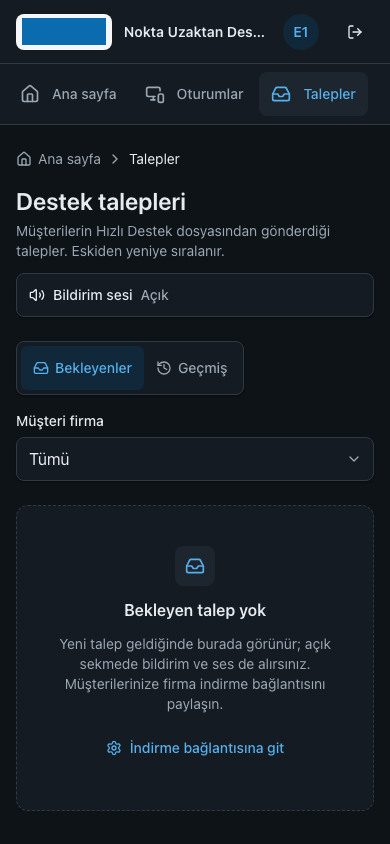 Nokta Uzaktan Des...
E1
Ana sayfa
Oturumlar
Talepler
Ana sayfa
Talepler
Destek talepleri
Müşterilerin Hızlı Destek dosyasından gönderdiği
talepler. Eskiden yeniye sıralanır.
Bildirim sesi Açık
Bekleyenler
Geçmiş
Müşteri firma
Tümü
Bekleyen talep yok
Yeni talep geldiğinde burada görünür; açık
sekmede bildirim ve ses de alırsınız.
Müşterilerinize firma indirme bağlantısını
paylaşın.
İndirme bağlantısına git